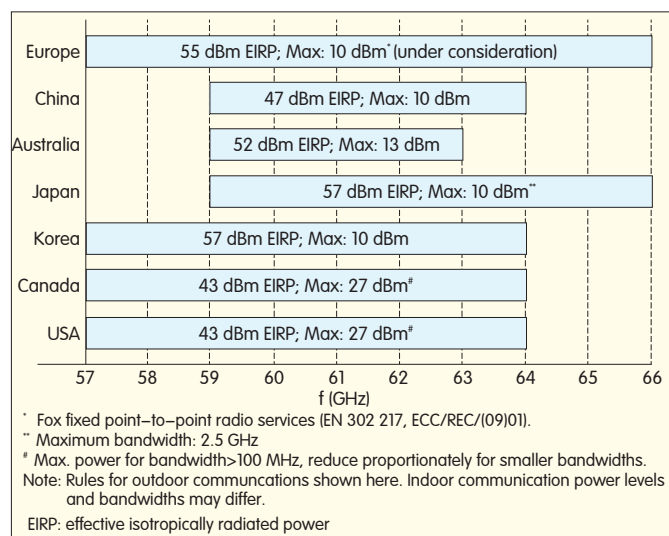 Europe
55 dBm EIRP; Max: 10 dBm* (under consideration)
China
47 dBm EIRP; Max: 10 dBm
Australia
52 dBm EIRP; Max: 13 dBm
Japan
57 dBm EIRP; Max: 10 dBm**
Korea
57 dBm EIRP; Max: 10 dBm
Canada
43 dBm EIRP; Max: 27 dBm#
USA
43 dBm EIRP; Max: 27 dBm#
57 58 59 60 61 62 63 64 65 66
f (GHz)
* Fox fixed point–to–point radio services (EN 302 217, ECC/REC/(09)01).
** Maximum bandwidth: 2.5 GHz
# Max. power for bandwidth>100 MHz, reduce proportionately for smaller bandwidths.
Note: Rules for outdoor communcations shown here. Indoor communication power levels
and bandwidths may differ.
EIRP: effective isotropically radiated power